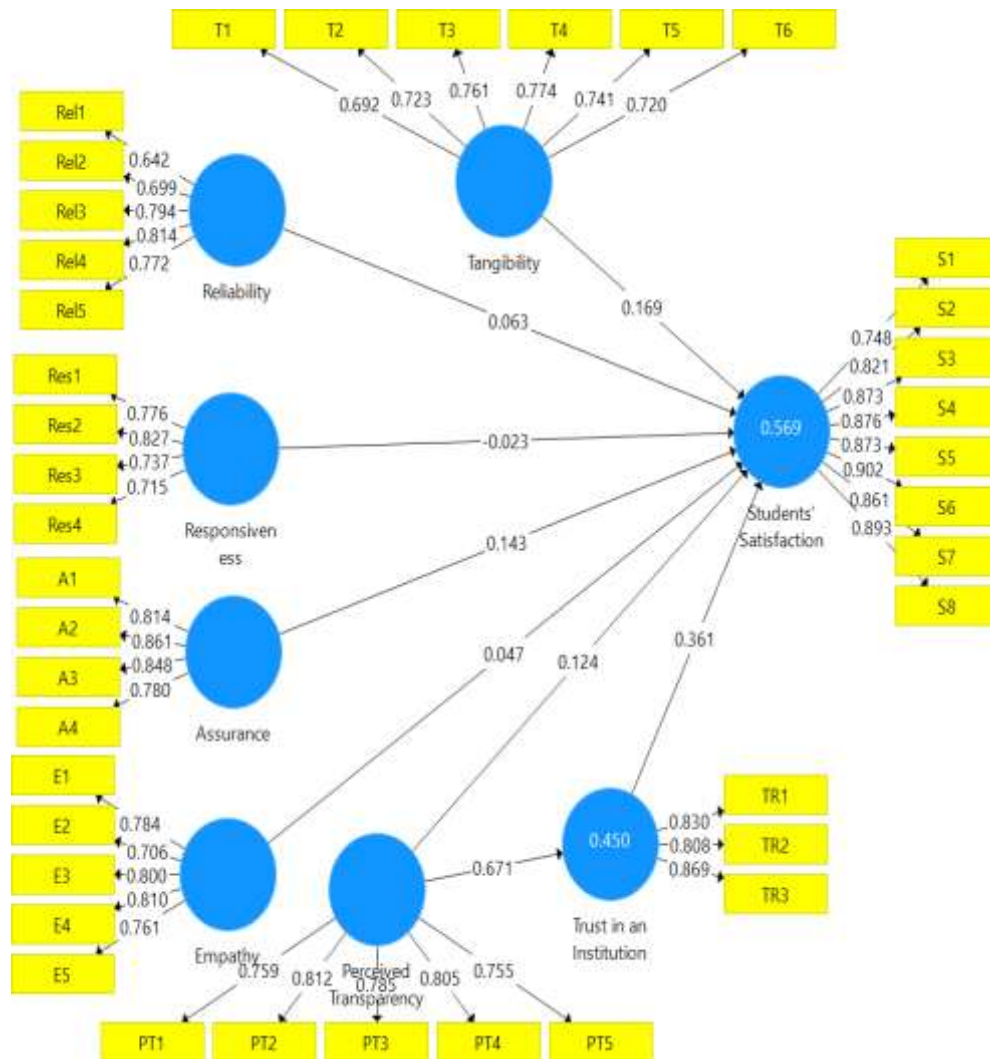 T1
T2
T3
T4
T5
T6
0.692
0.723
0.761
0.774
0.741
0.720
Tangibility
Rel1
Rel2
Rel3
Rel4
Rel5
0.642
0.699
0.794
0.814
0.772
Reliability
0.063
0.169
Res1
Res2
Res3
Res4
0.776
0.827
0.737
0.715
Responsiven
ess
-0.023
S1
S2
S3
S4
S5
S6
S7
S8
0.748
0.821
0.873
0.876
0.873
0.902
0.861
0.893
0.569
Students'
Satisfaction
A1
A2
A3
A4
0.814
0.861
0.848
0.780
Assurance
0.143
0.047
0.124
0.361
E1
E2
E3
E4
E5
0.784
0.706
0.800
0.810
0.761
Empathy
0.671
0.450
Trust in an
Institution
TR1
TR2
TR3
0.830
0.808
0.869
Perceived
Transparency
0.759
0.812
0.785
0.805
0.755
PT1
PT2
PT3
PT4
PT5